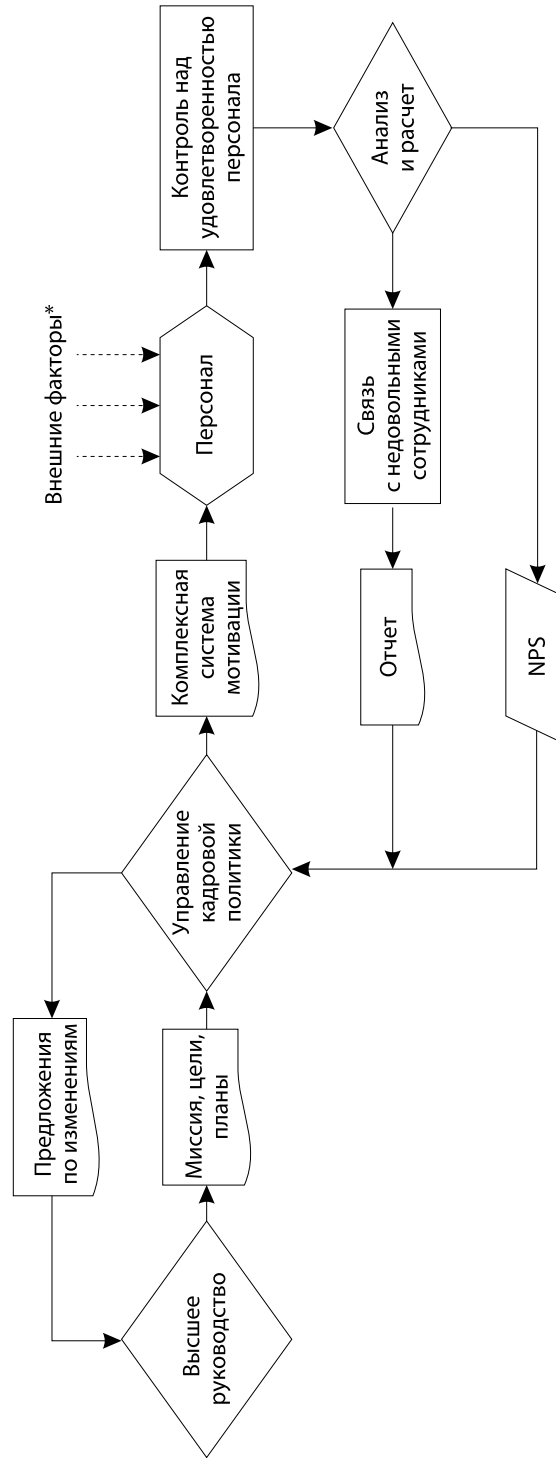 Предложения
по изменениям
Высшее
руководство
Миссия, цели,
планы
Управление
кадровой
политики
Комплексная
система
мотивации
Внешние факторы*
Персонал
Контроль над
удовлетворенностью
персонала
Анализ
и расчет
Связь
с недовольными
сотрудниками
Отчет
NPS